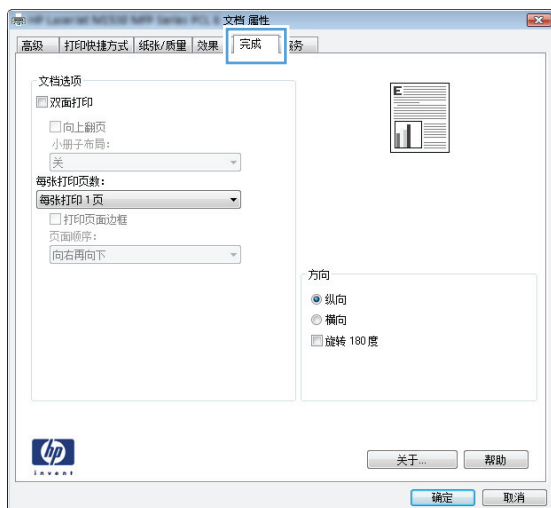 文档 属性
高级 打印快捷方式 纸张/质量 效果 完成 服务
文档选项
双面打印
向上翻页
小册子布局:
关
每张打印页数:
每张打印 1 页
打印页面边框
页面顺序:
向右再向下
E
方向
纵向
横向
旋转 180 度
hp
invent
关于... 帮助
确定 取消